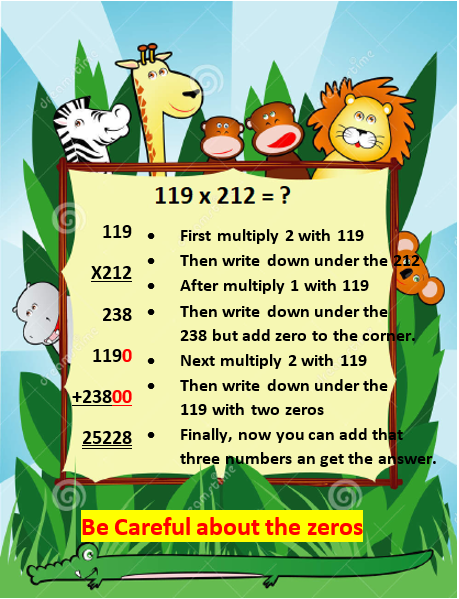 119 x 212 = ?
119
X212
238
1190
+23800
25228
• First multiply 2 with 119
• Then write down under the 212
• After multiply 1 with 119
• Then write down under the
238 but add zero to the corner.
• Next multiply 2 with 119
• Then write down under the
119 with two zeros
• Finally, now you can add that
three numbers an get the answer.
Be Careful about the zeros